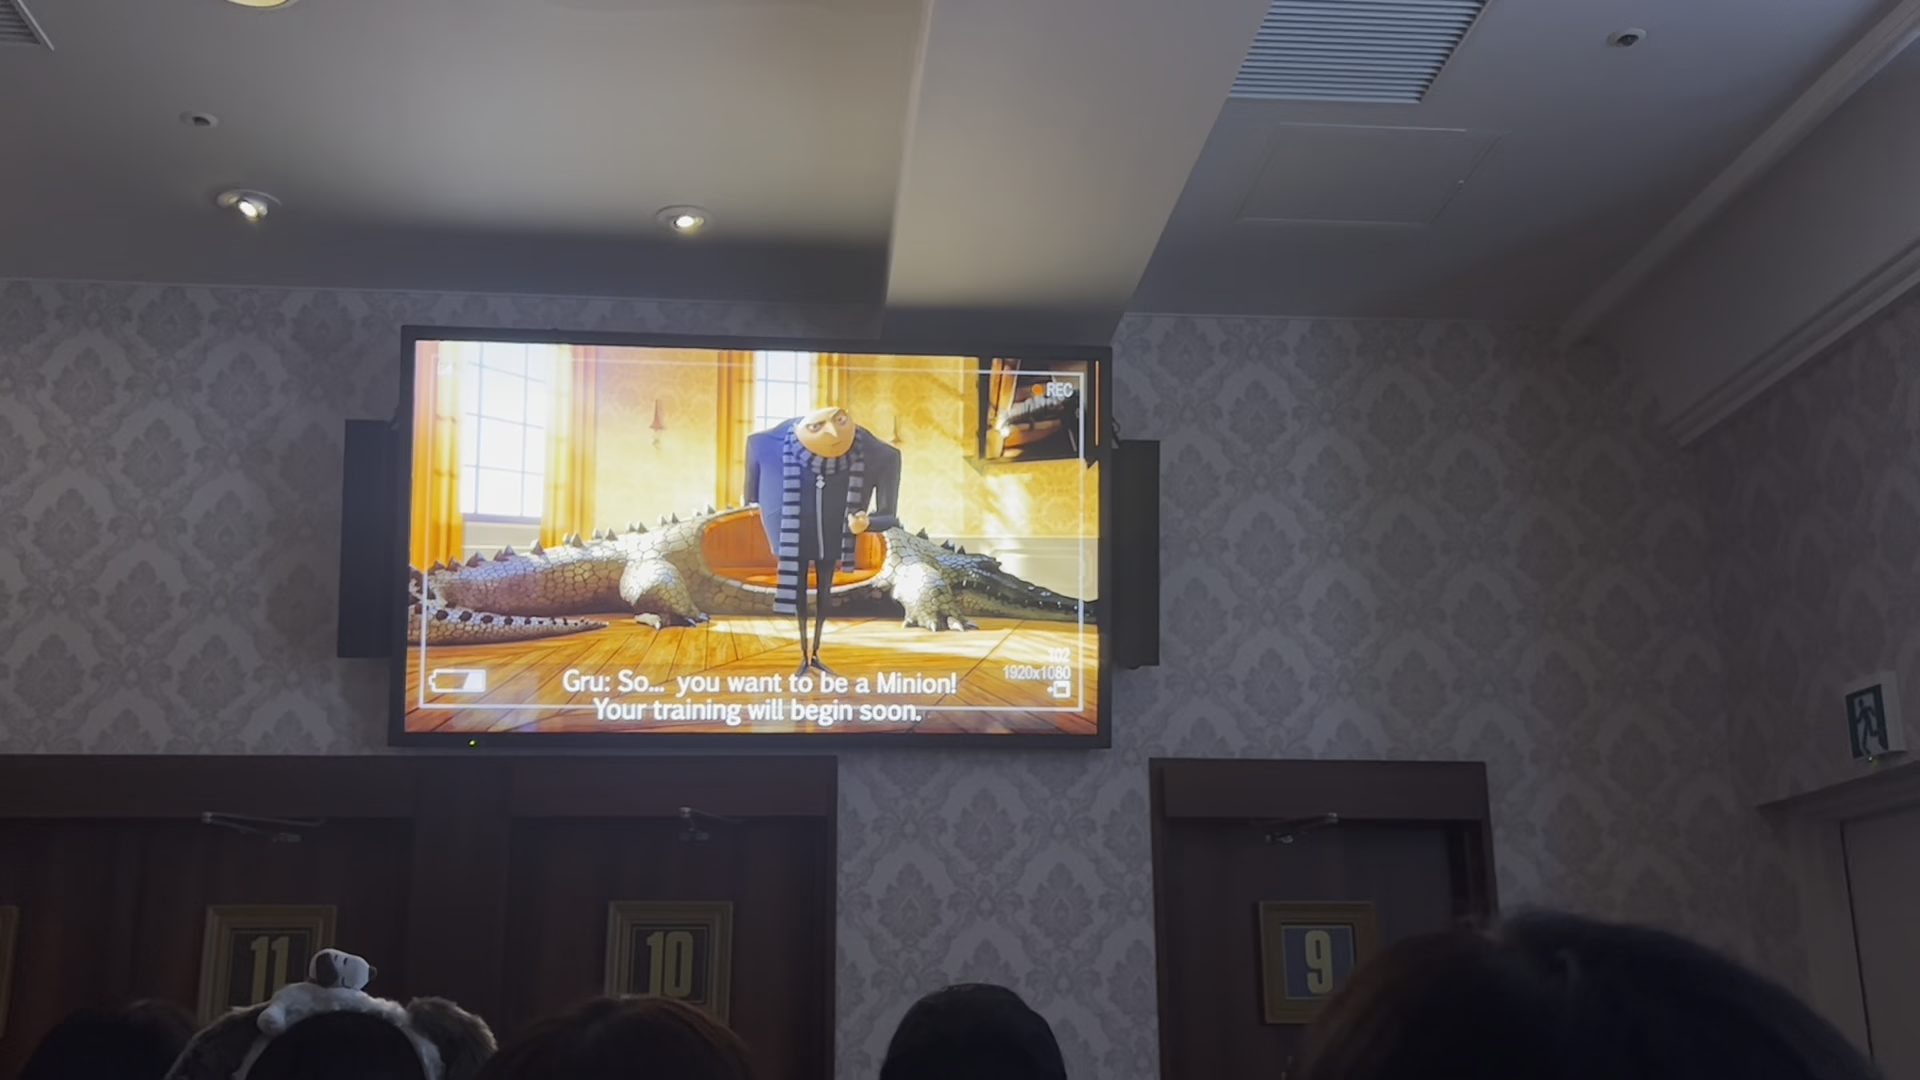 REC
1920x1080
Gru: So... you want to be a Minion!
Your training will begin soon.
11
10
9